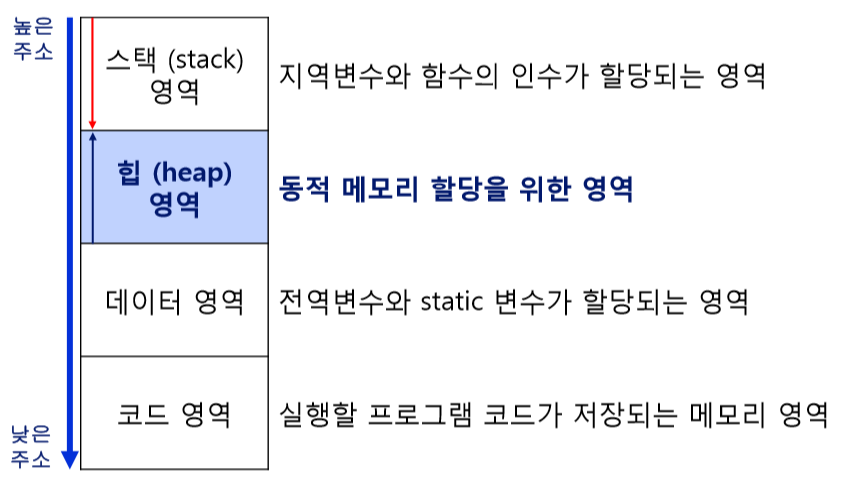 높은
주소
스택 (stack)
영역
지역변수와 함수의 인수가 할당되는 영역
힙 (heap)
영역
동적 메모리 할당을 위한 영역
데이터 영역
전역변수와 static 변수가 할당되는 영역
코드 영역
실행할 프로그램 코드가 저장되는 메모리 영역
낮은
주소